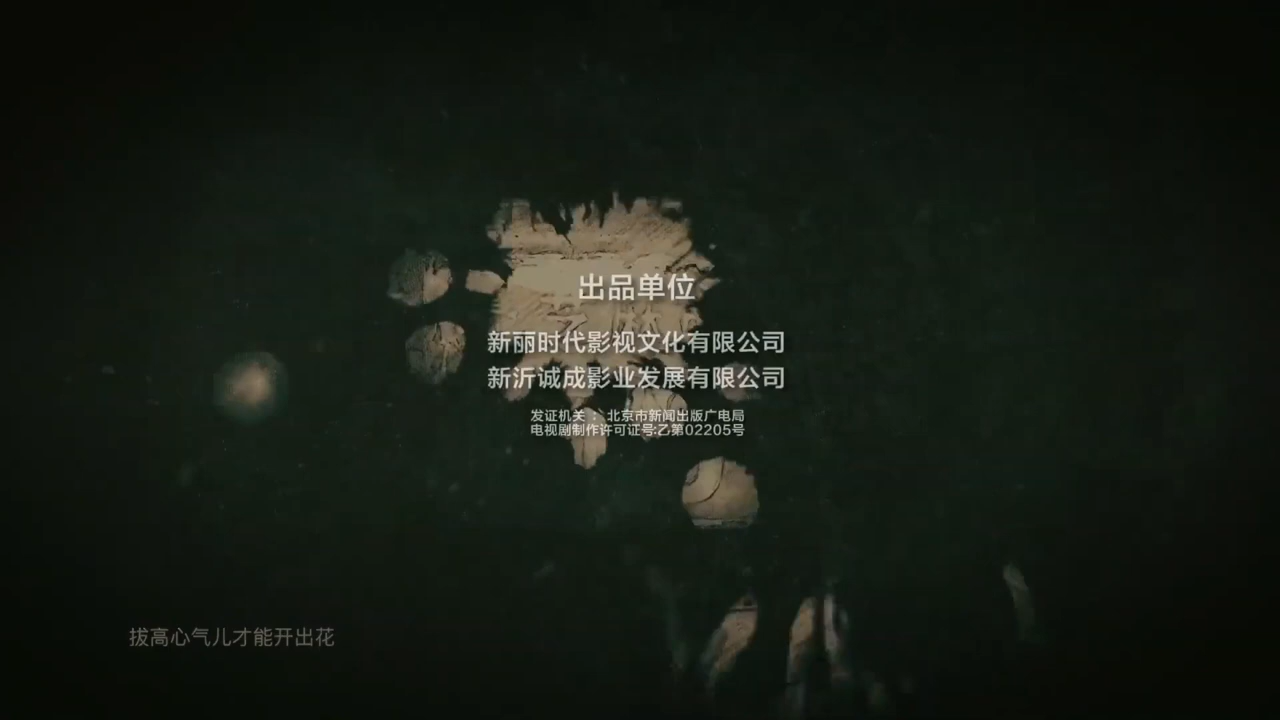 出品单位
新丽时代影视文化有限公司
新沂诚成影业发展有限公司
发证机关：北京市新闻出版广电局
电视剧制作许可证号:乙第02205号
拔高心气儿才能开出花